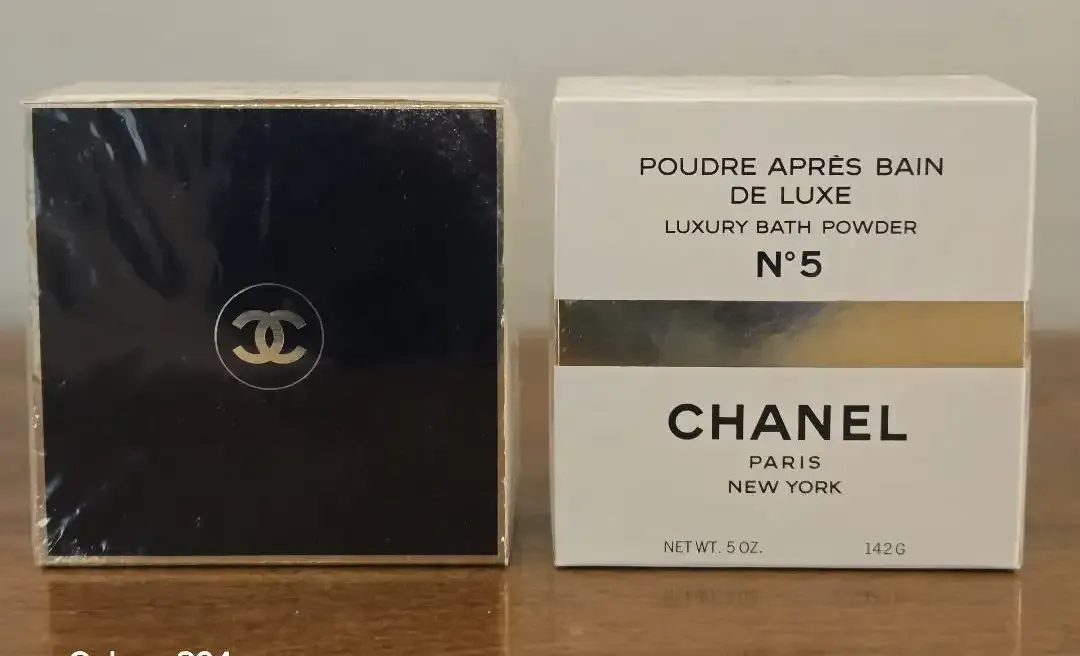 POUDRE APRÈS BAIN
DE LUXE
LUXURY BATH POWDER
N°5
CHANEL
PARIS
NEW YORK
NET WT. 5 OZ. 142 G